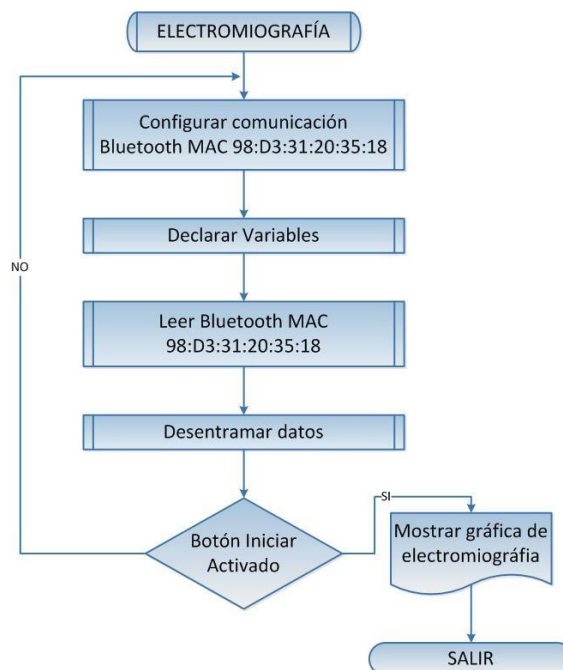 ELECTROMIOGRAFÍA
Configurar comunicación
Bluetooth MAC 98:D3:31:20:35:18
Declarar Variables
NO
Leer Bluetooth MAC
98:D3:31:20:35:18
Desentramar datos
SI
Botón Iniciar
Activado
Mostrar gráfica de
electromiográfia
SALIR